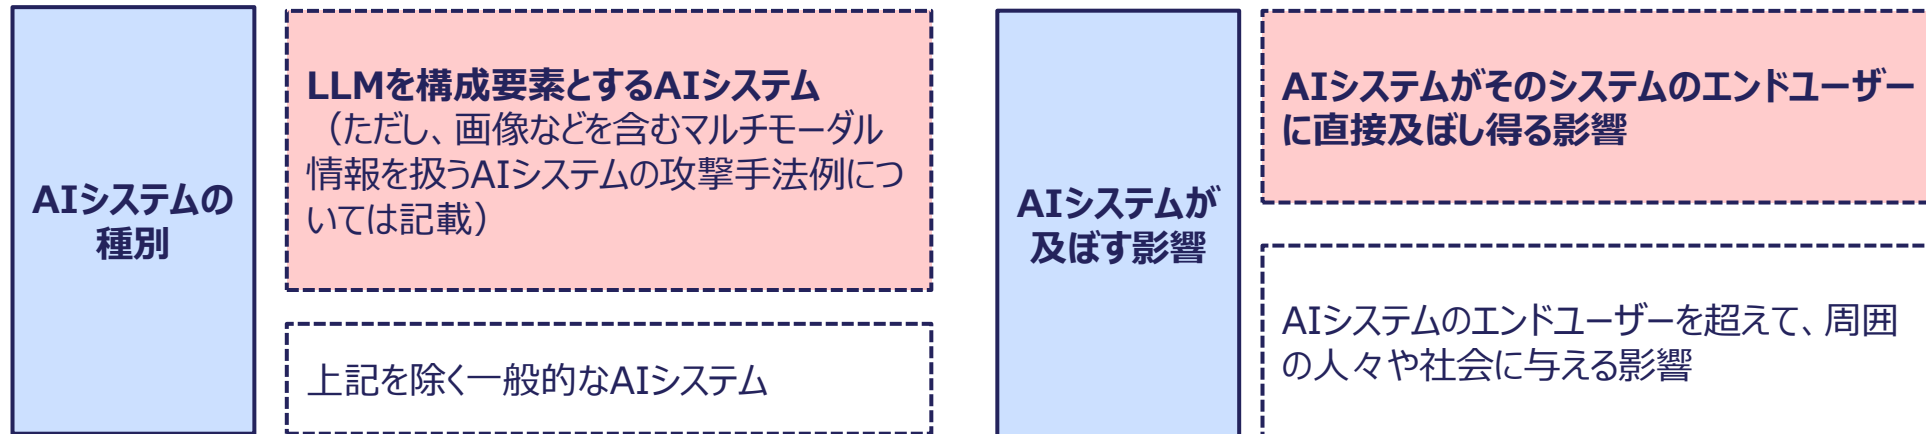 AIシステムの
種別
LLMを構成要素とするAIシステム
（ただし、画像などを含むマルチモーダル
情報を扱うAIシステムの攻撃手法例につ
いては記載）
上記を除く一般的なAIシステム
AIシステムが
及ぼす影響
AIシステムがそのシステムのエンドユーザー
に直接及ぼし得る影響
AIシステムのエンドユーザーを超えて、周囲
の人々や社会に与える影響